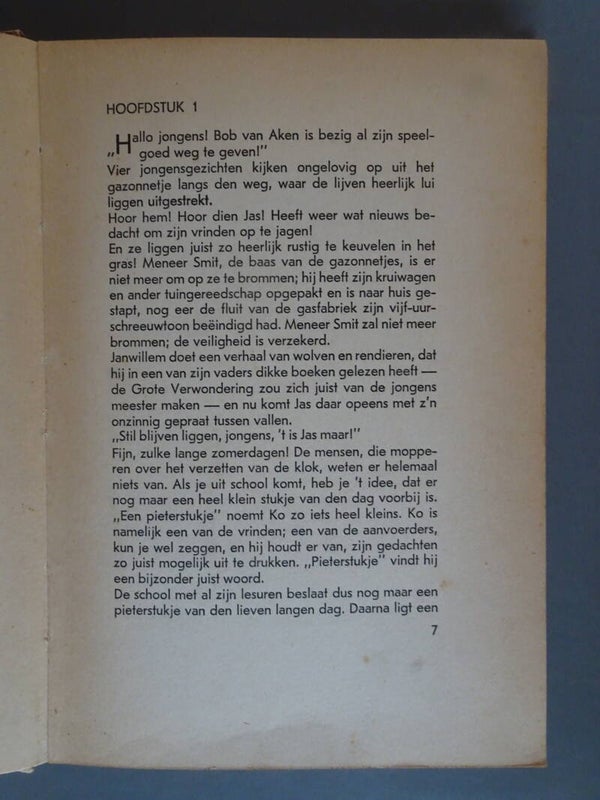 HOOFDSTUK 1
„Hallo jongens! Bob van Aken is bezig al zijn speel-
goed weg te geven!”
Vier jongensgezichten kijken ongelovig op uit het
gazonnetje langs den weg, waar de lijven heerlijk lui
liggen uitgestrekt.
Hoor hem! Hoor dien Jas! Heeft weer wat nieuws be-
dacht om zijn vrinden op te jagen!
En ze liggen juist zo heerlijk rustig te keuvelen in het
gras! Meneer Smit, de baas van de gazonnetjes, is er
niet meer om op ze te brommen; hij heeft zijn kruiwagen
en ander tuingereedschap opgepakt en is naar huis ge-
stapt, nog eer de fluit van de gasfabriek zijn vijf-uur-
schreeuwtoon beëindigd had. Meneer Smit zal niet meer
brommen; de veiligheid is verzekerd.
Janwillem doet een verhaal van wolven en rendieren, dat
hij in een van zijn vaders dikke boeken gelezen heeft —
de Grote Verwondering zou zich juist van de jongens
meester maken — en nu komt Jas daar opeens met z'n
onzinnig gepraat tussen vallen.
„Stil blijven liggen, jongens, 't is Jas maar!”
Fijn, zulke lange zomerdagen! De mensen, die moppe-
ren over het verzetten van de klok, weten er helemaal
niets van. Als je uit school komt, heb je 't idee, dat er
nog maar een heel klein stukje van den dag voorbij is.
„Een pieterstukje” noemt Ko zo iets heel kleins. Ko is
namelijk een van de vrinden; een van de aanvoerders,
kun je wel zeggen, en hij houdt er van, zijn gedachten
zo juist mogelijk uit te drukken. „Pieterstukje” vindt hij
een bijzonder juist woord.
De school met al zijn lesuren beslaat dus nog maar een
pieterstukje van den lieven langen dag. Daarna ligt een
7